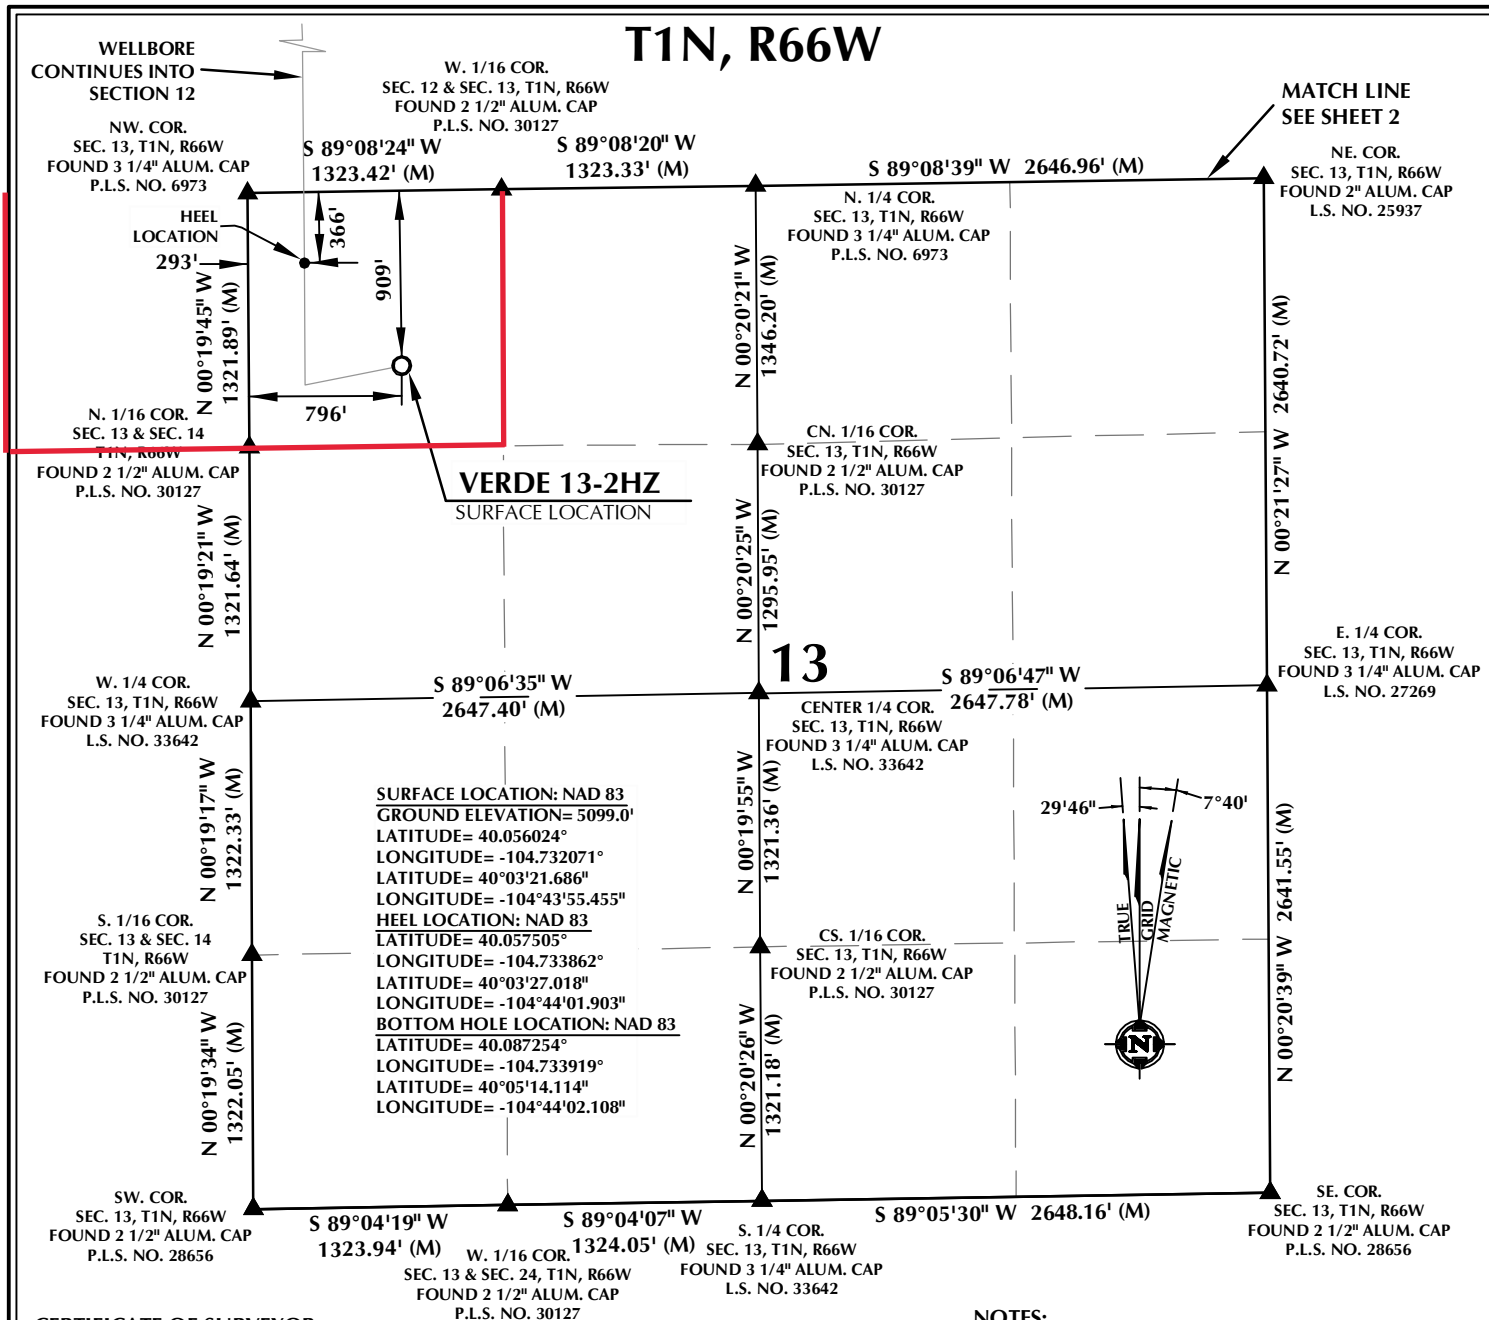 T1N, R66W
WELLBORE
CONTINUES INTO
SECTION 12
W. 1/16 COR.
SEC. 12 & SEC. 13, T1N, R66W
FOUND 2 1/2" ALUM. CAP
P.L.S. NO. 30127
MATCH LINE
SEE SHEET 2
NW. COR.
SEC. 13, T1N, R66W
FOUND 3 1/4" ALUM. CAP
P.L.S. NO. 6973
S 89°08'24" W
1323.42' (M)
S 89°08'20" W
1323.33' (M)
S 89°08'39" W 2646.96' (M)
NE. COR.
SEC. 13, T1N, R66W
FOUND 2" ALUM. CAP
L.S. NO. 25937
HEEL
LOCATION
293'
366'
909'
796'
N. 1/4 COR.
SEC. 13, T1N, R66W
FOUND 3 1/4" ALUM. CAP
P.L.S. NO. 6973
N 00°19'45" W
1321.89' (M)
N 00°20'21" W
1346.20' (M)
N 00°21'27" W 2640.72' (M)
N. 1/16 COR.
SEC. 13 & SEC. 14
T1N, R66W
FOUND 2 1/2" ALUM. CAP
P.L.S. NO. 30127
CN. 1/16 COR.
SEC. 13, T1N, R66W
FOUND 2 1/2" ALUM. CAP
P.L.S. NO. 30127
VERDE 13-2HZ
SURFACE LOCATION
N 00°19'21" W
1321.64' (M)
N 00°20'25" W
1295.95' (M)
13
E. 1/4 COR.
SEC. 13, T1N, R66W
FOUND 3 1/4" ALUM. CAP
L.S. NO. 27269
W. 1/4 COR.
SEC. 13, T1N, R66W
FOUND 3 1/4" ALUM. CAP
L.S. NO. 33642
S 89°06'35" W
2647.40' (M)
S 89°06'47" W
2647.78' (M)
CENTER 1/4 COR.
SEC. 13, T1N, R66W
FOUND 3 1/4" ALUM. CAP
L.S. NO. 33642
N 00°19'17" W
1322.33' (M)
SURFACE LOCATION: NAD 83
GROUND ELEVATION= 5099.0'
LATITUDE= 40.056024°
LONGITUDE= -104.732071°
LATITUDE= 40°03'21.686"
LONGITUDE= -104°43'55.455"
HEEL LOCATION: NAD 83
LATITUDE= 40.057505°
LONGITUDE= -104.733862°
LATITUDE= 40°03'27.018"
LONGITUDE= -104°44'01.903"
BOTTOM HOLE LOCATION: NAD 83
LATITUDE= 40.087254°
LONGITUDE= -104.733919°
LATITUDE= 40°05'14.114"
LONGITUDE= -104°44'02.108"
N 00°19'55" W
1321.36' (M)
29'46"
7°40'
TRUE
GRID
MAGNETIC
N
N 00°20'39" W 2641.55' (M)
S. 1/16 COR.
SEC. 13 & SEC. 14
T1N, R66W
FOUND 2 1/2" ALUM. CAP
P.L.S. NO. 30127
CS. 1/16 COR.
SEC. 13, T1N, R66W
FOUND 2 1/2" ALUM. CAP
P.L.S. NO. 30127
N 00°19'34" W
1322.05' (M)
N 00°20'26" W
1321.18' (M)
SW. COR.
SEC. 13, T1N, R66W
FOUND 2 1/2" ALUM. CAP
P.L.S. NO. 28656
S 89°04'19" W
1323.94' (M)
S 89°04'07" W
1324.05' (M)
S 89°05'30" W 2648.16' (M)
SE. COR.
SEC. 13, T1N, R66W
FOUND 2 1/2" ALUM. CAP
P.L.S. NO. 28656
W. 1/16 COR.
SEC. 13 & SEC. 24, T1N, R66W
FOUND 2 1/2" ALUM. CAP
P.L.S. NO. 30127
S. 1/4 COR.
SEC. 13, T1N, R66W
FOUND 3 1/4" ALUM. CAP
L.S. NO. 33642
CERTIFICATE OF SURVEYOR
NOTES: